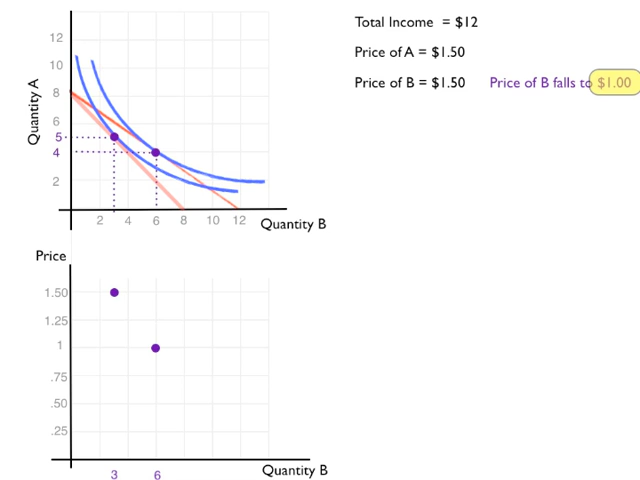 Total Income = $12
Price of A = $1.50
Price of B = $1.50 Price of B falls to $1.00
Quantity A
12
10
8
6
5
4
2
2 4 6 8 10 12
Quantity B
Price
1.50
1.25
1
.75
.50
.25
3 6
Quantity B